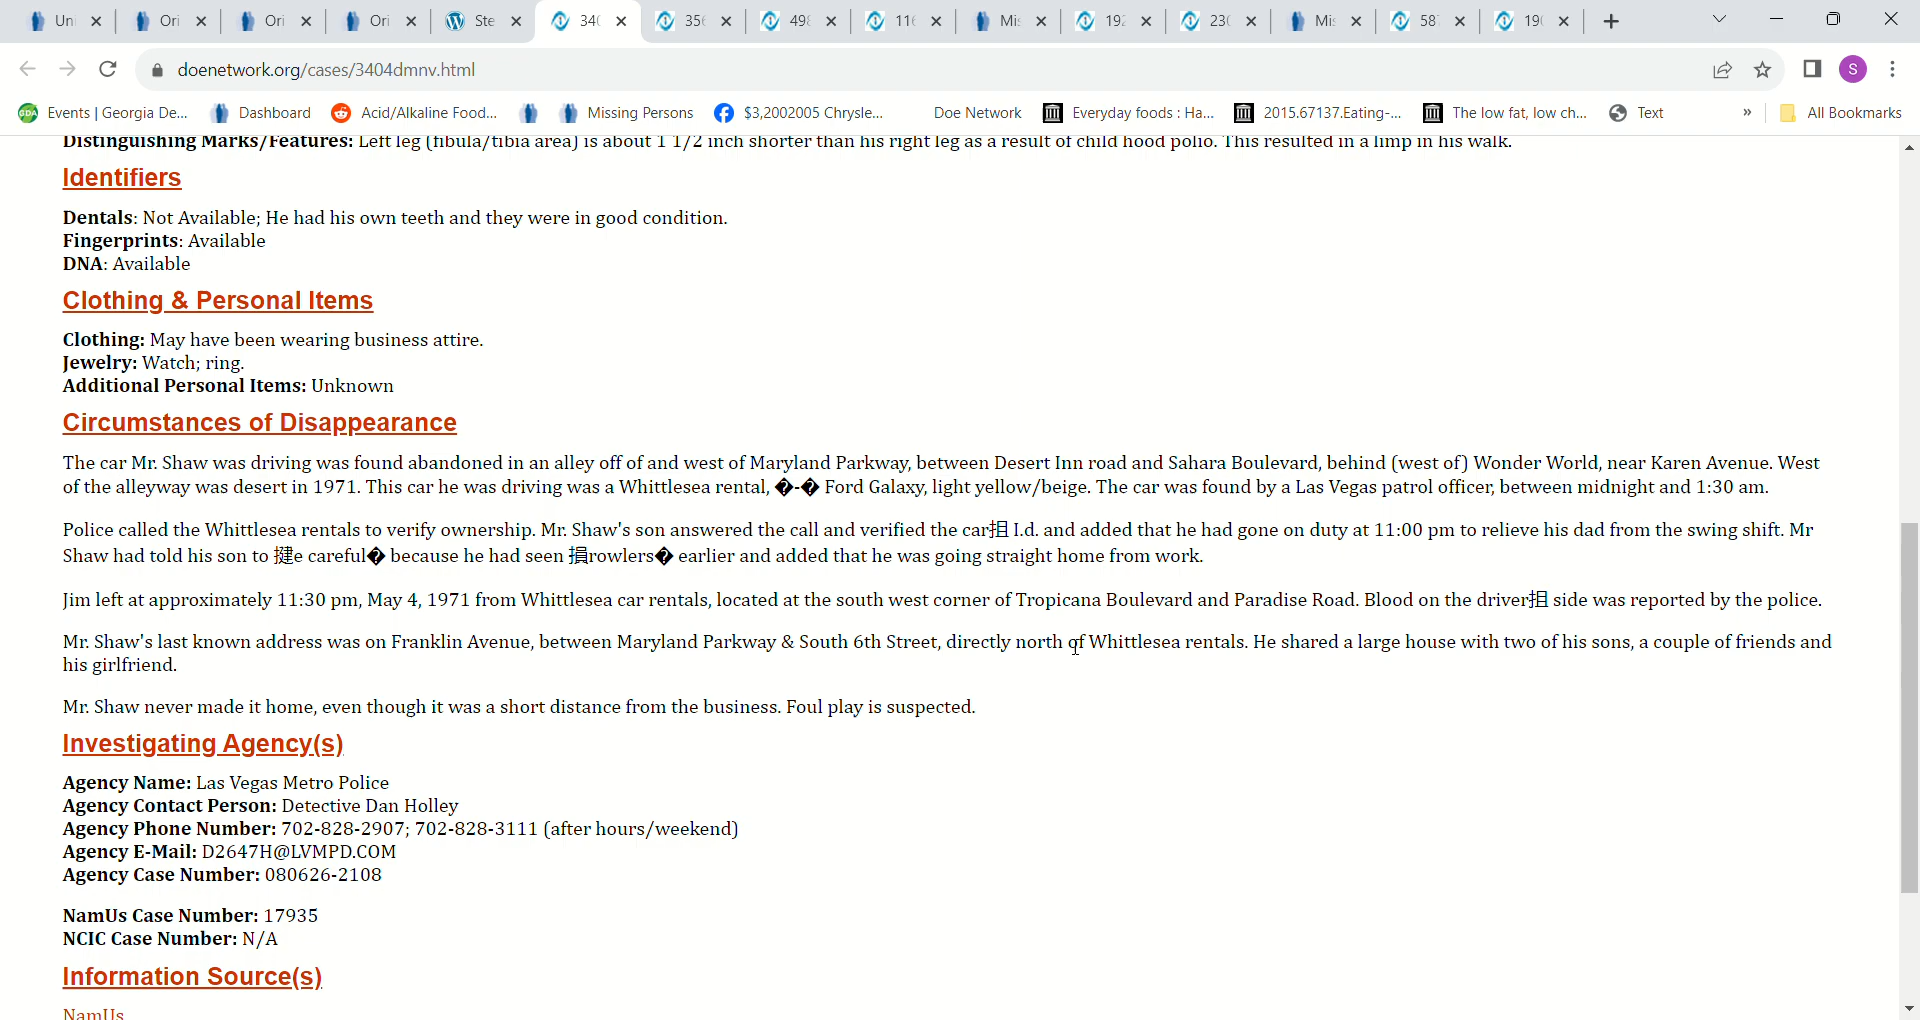 Uni Ori Ori Ori Ste 340 356 498 116 Mis 192 230 Mis 58 190
doenetwork.org/cases/3404dmnv.html S
Events | Georgia De... Dashboard Acid/Alkaline Food... Missing Persons $3,2002005 Chrysle... Doe Network Everyday foods : Ha... 2015.67137.Eating-... The low fat, low ch... Text » All Bookmarks
Distinguishing Marks/Features: Left leg (fibula/tibia area) is about 1 1/2 inch shorter than his right leg as a result of child hood polio. This resulted in a limp in his walk.
Identifiers
Dentals: Not Available; He had his own teeth and they were in good condition.
Fingerprints: Available
DNA: Available
Clothing & Personal Items
Clothing: May have been wearing business attire.
Jewelry: Watch; ring.
Additional Personal Items: Unknown
Circumstances of Disappearance
The car Mr. Shaw was driving was found abandoned in an alley off of and west of Maryland Parkway, between Desert Inn road and Sahara Boulevard, behind (west of) Wonder World, near Karen Avenue. West
of the alleyway was desert in 1971. This car he was driving was a Whittlesea rental, �-� Ford Galaxy, light yellow/beige. The car was found by a Las Vegas patrol officer, between midnight and 1:30 am.
Police called the Whittlesea rentals to verify ownership. Mr. Shaw's son answered the call and verified the car抯 I.d. and added that he had gone on duty at 11:00 pm to relieve his dad from the swing shift. Mr
Shaw had told his son to 揵e careful� because he had seen 損rowlers� earlier and added that he was going straight home from work.
Jim left at approximately 11:30 pm, May 4, 1971 from Whittlesea car rentals, located at the south west corner of Tropicana Boulevard and Paradise Road. Blood on the driver抯 side was reported by the police.
Mr. Shaw's last known address was on Franklin Avenue, between Maryland Parkway & South 6th Street, directly north of Whittlesea rentals. He shared a large house with two of his sons, a couple of friends and
his girlfriend.
Mr. Shaw never made it home, even though it was a short distance from the business. Foul play is suspected.
Investigating Agency(s)
Agency Name: Las Vegas Metro Police
Agency Contact Person: Detective Dan Holley
Agency Phone Number: 702-828-2907; 702-828-3111 (after hours/weekend)
Agency E-Mail: D2647H@LVMPD.COM
Agency Case Number: 080626-2108
NamUs Case Number: 17935
NCIC Case Number: N/A
Information Source(s)
NamUs